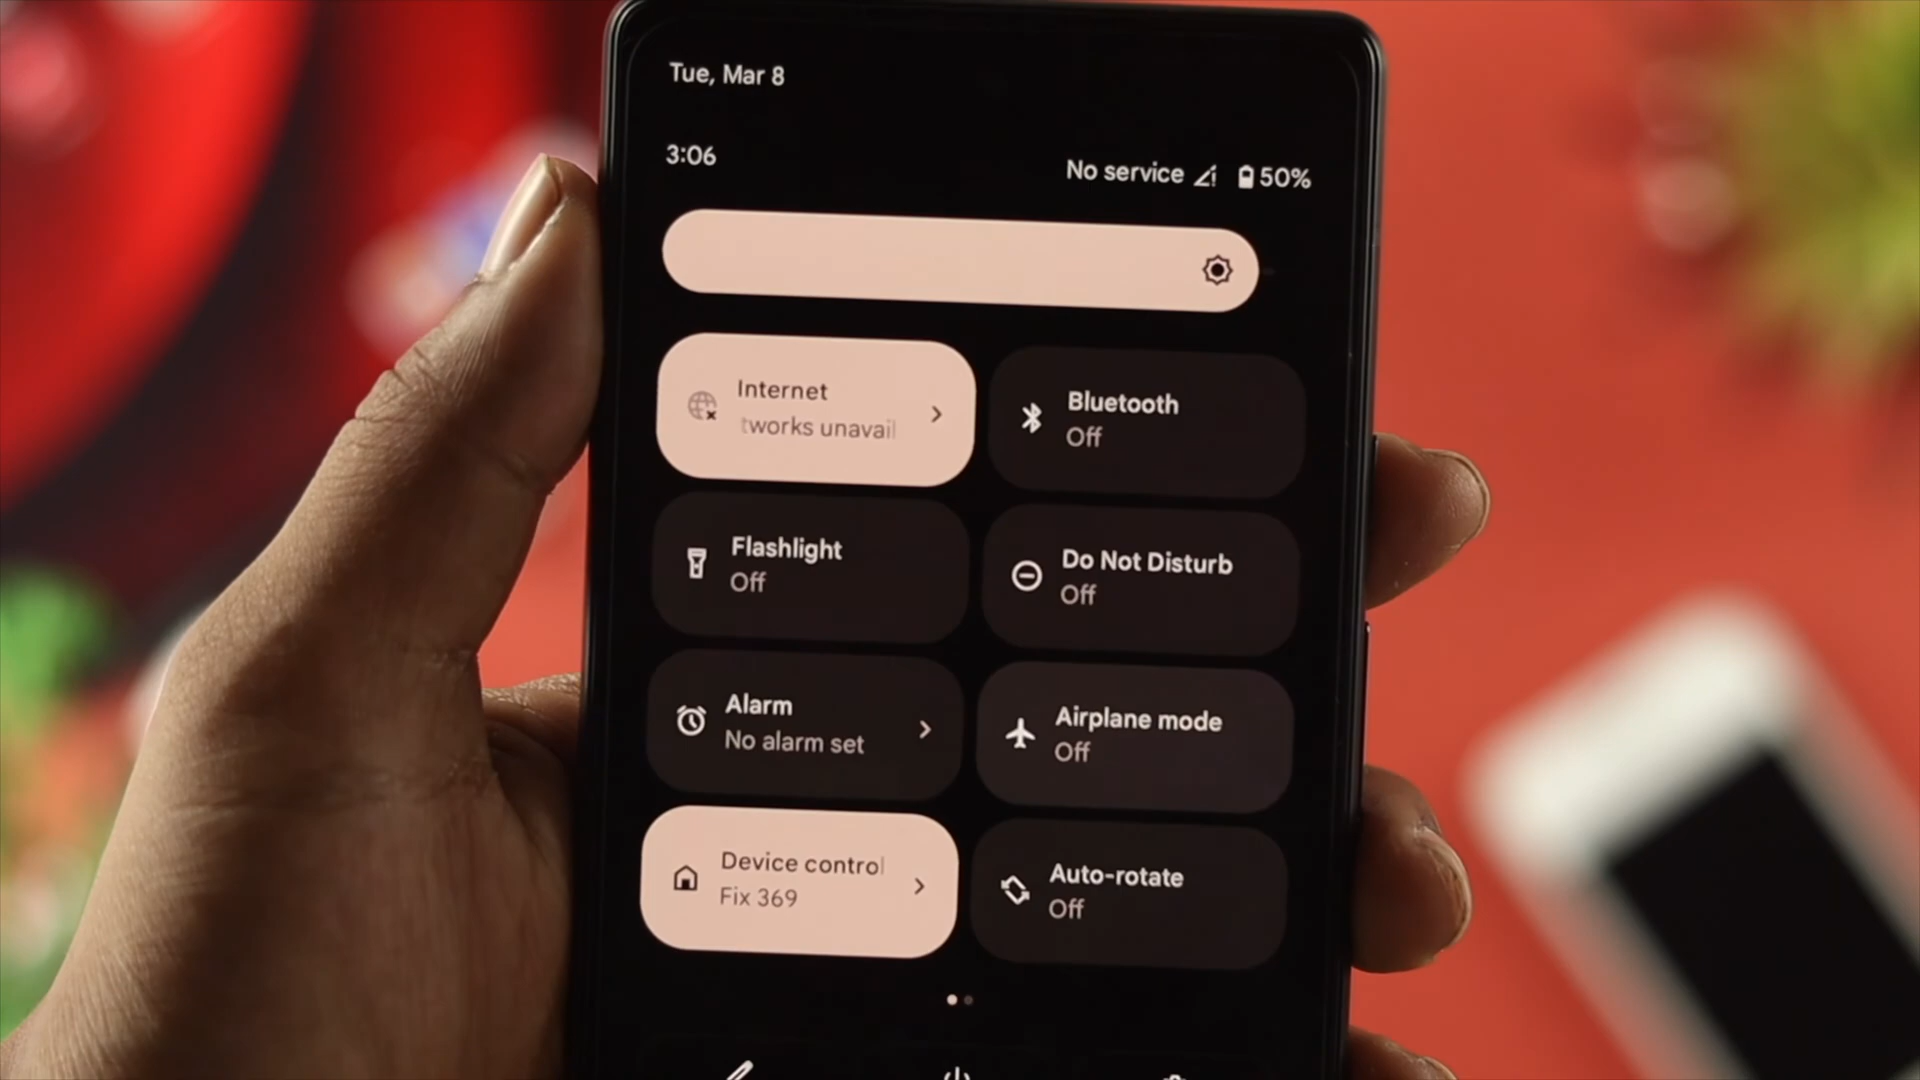 Tue, Mar 8
3:06
No service
50%
Internet
tworks unavail
Bluetooth
Off
Flashlight
Off
Do Not Disturb
Off
Alarm
No alarm set
Airplane mode
Off
Device control
Fix 369
Auto-rotate
Off